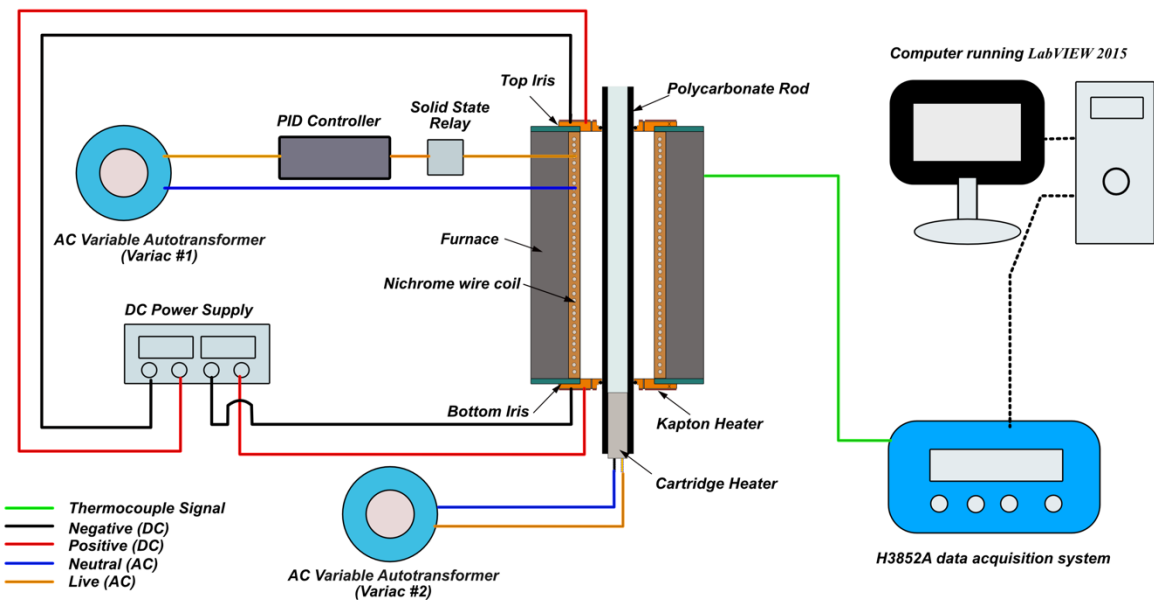 Computer running LabVIEW 2015
Top Iris
Polycarbonate Rod
PID Controller
Solid State
Relay
AC Variable Autotransformer
(Variac #1)
Furnace
Nichrome wire coil
DC Power Supply
Bottom Iris
Kapton Heater
Cartridge Heater
Thermocouple Signal
Negative (DC)
Positive (DC)
Neutral (AC)
Live (AC)
AC Variable Autotransformer
(Variac #2)
H3852A data acquisition system